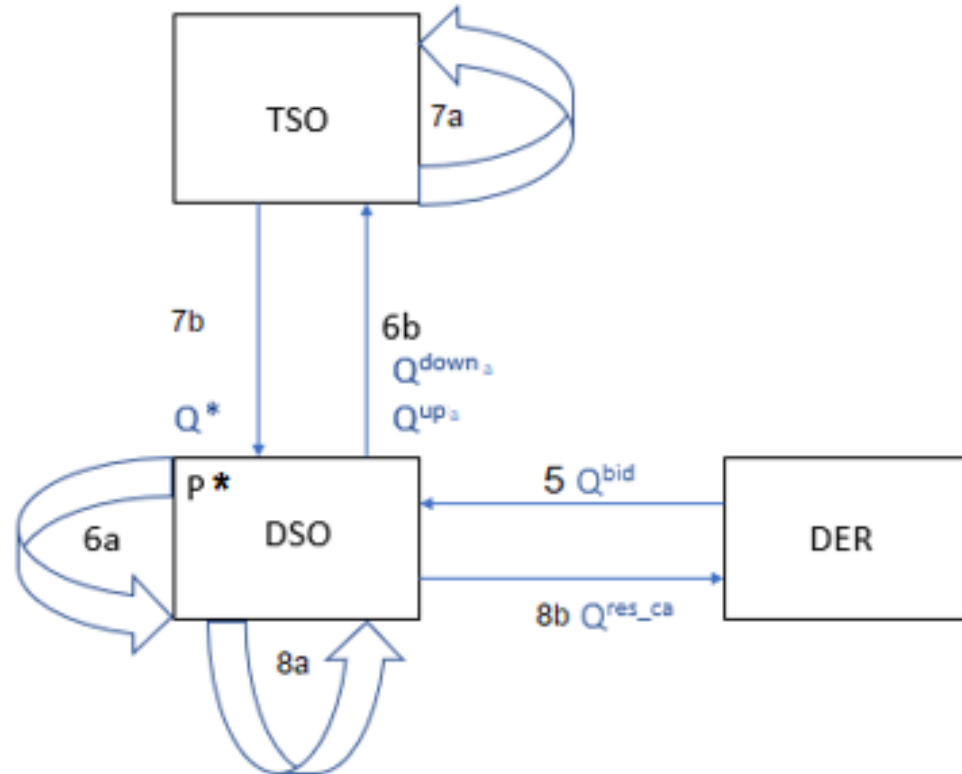 TSO
7a
7b
6b
Q^down a
Q* Q^up a
P*
5 Q^bid
6a
DSO
DER
8b Q^res_ca
8a